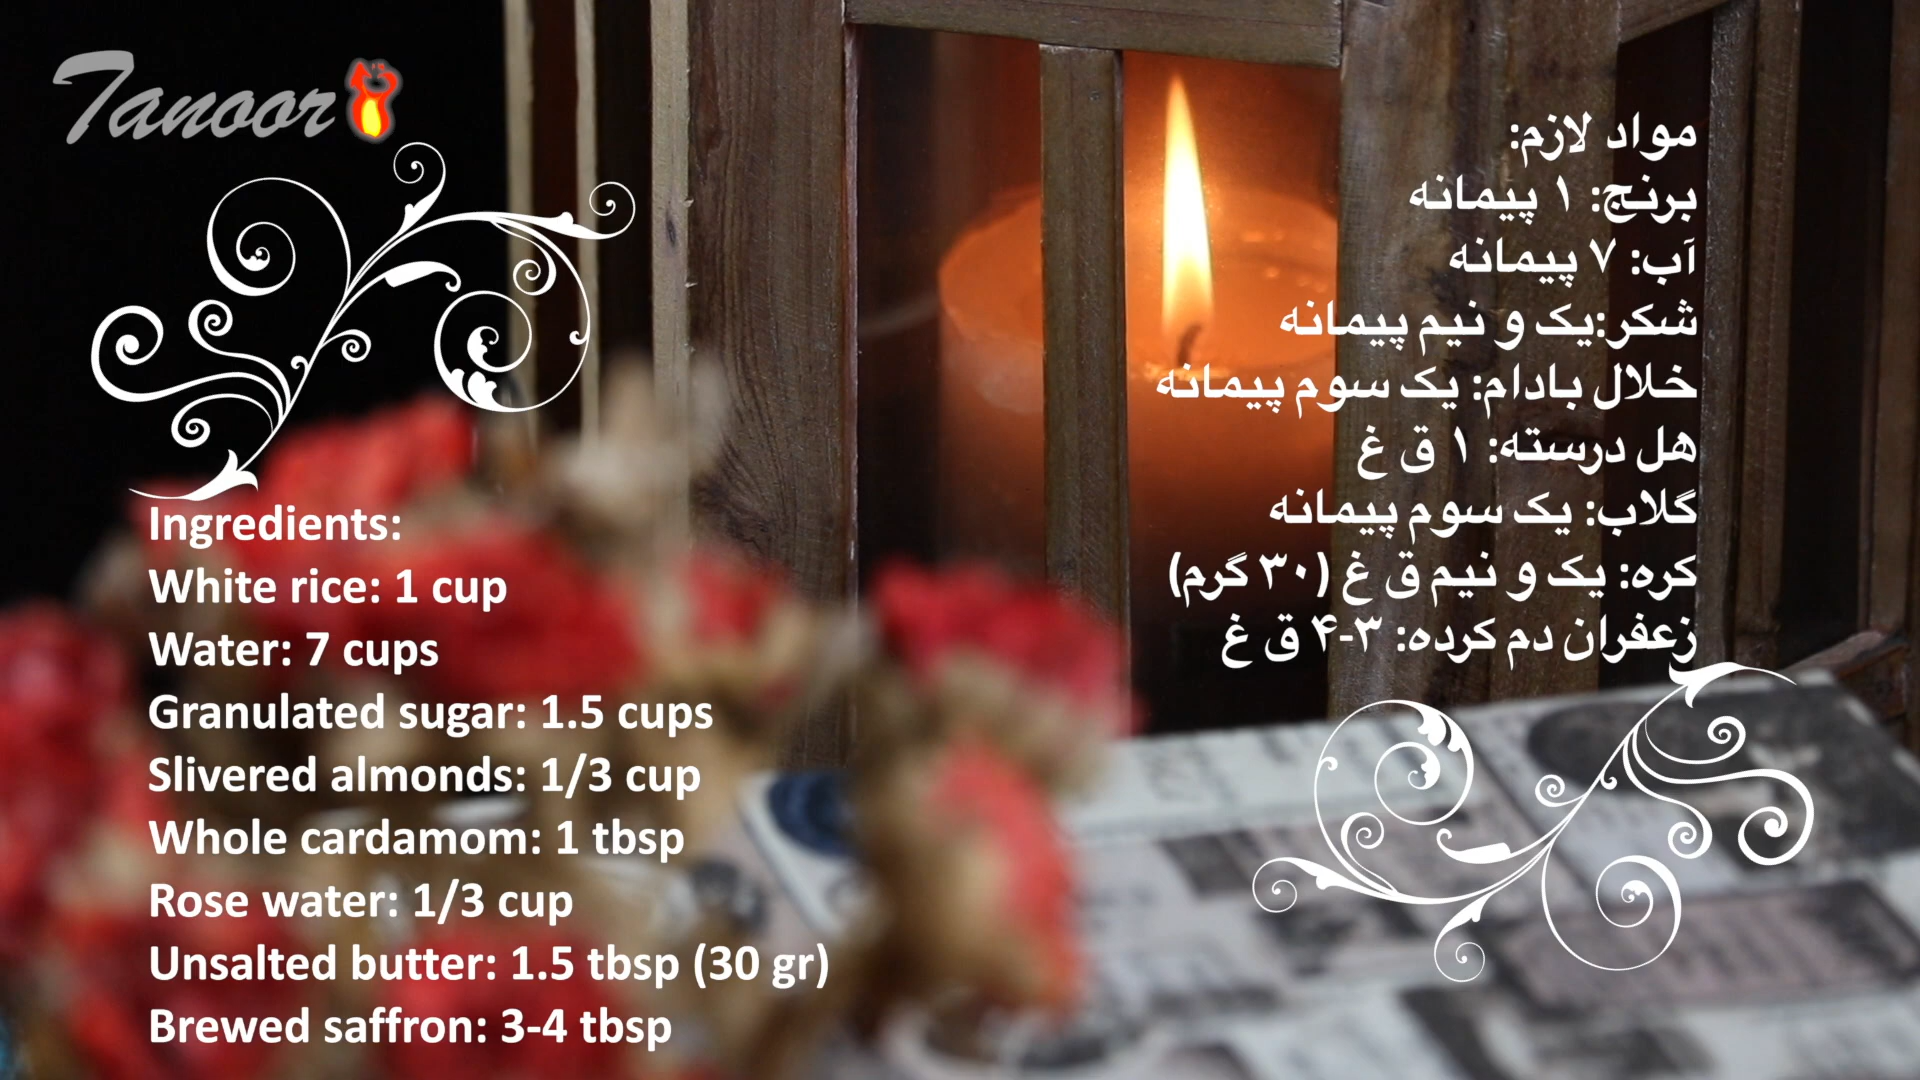 Tanoor
Ingredients:
White rice: 1 cup
Water: 7 cups
Granulated sugar: 1.5 cups
Slivered almonds: 1/3 cup
Whole cardamom: 1 tbsp
Rose water: 1/3 cup
Unsalted butter: 1.5 tbsp (30 gr)
Brewed saffron: 3-4 tbsp
مواد لازم:
برنج: ۱ پیمانه
آب: ۷ پیمانه
شکر:یک و نیم پیمانه
خلال بادام: یک سوم پیمانه
هل درسته: ۱ ق غ
گلاب: یک سوم پیمانه
کره: یک و نیم ق غ (۳۰ گرم)
زعفران دم کرده: ۳-۴ ق غ